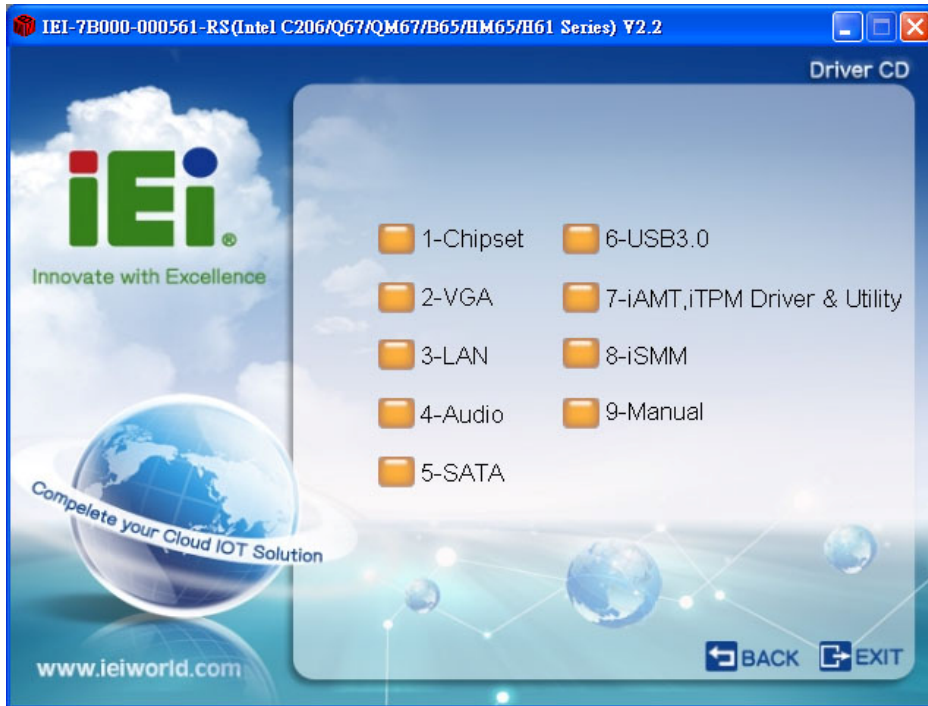 IEI-7B000-000561-RS(Intel C206/Q67/QM67/B65/HM65/H61 Series) V2.2
Driver CD
iEi®
Innovate with Excellence
1-Chipset
2-VGA
3-LAN
4-Audio
5-SATA
6-USB3.0
7-iAMT,iTPM Driver & Utility
8-iSMM
9-Manual
Compelete your Cloud IOT Solution
www.ieiworld.com
BACK
EXIT